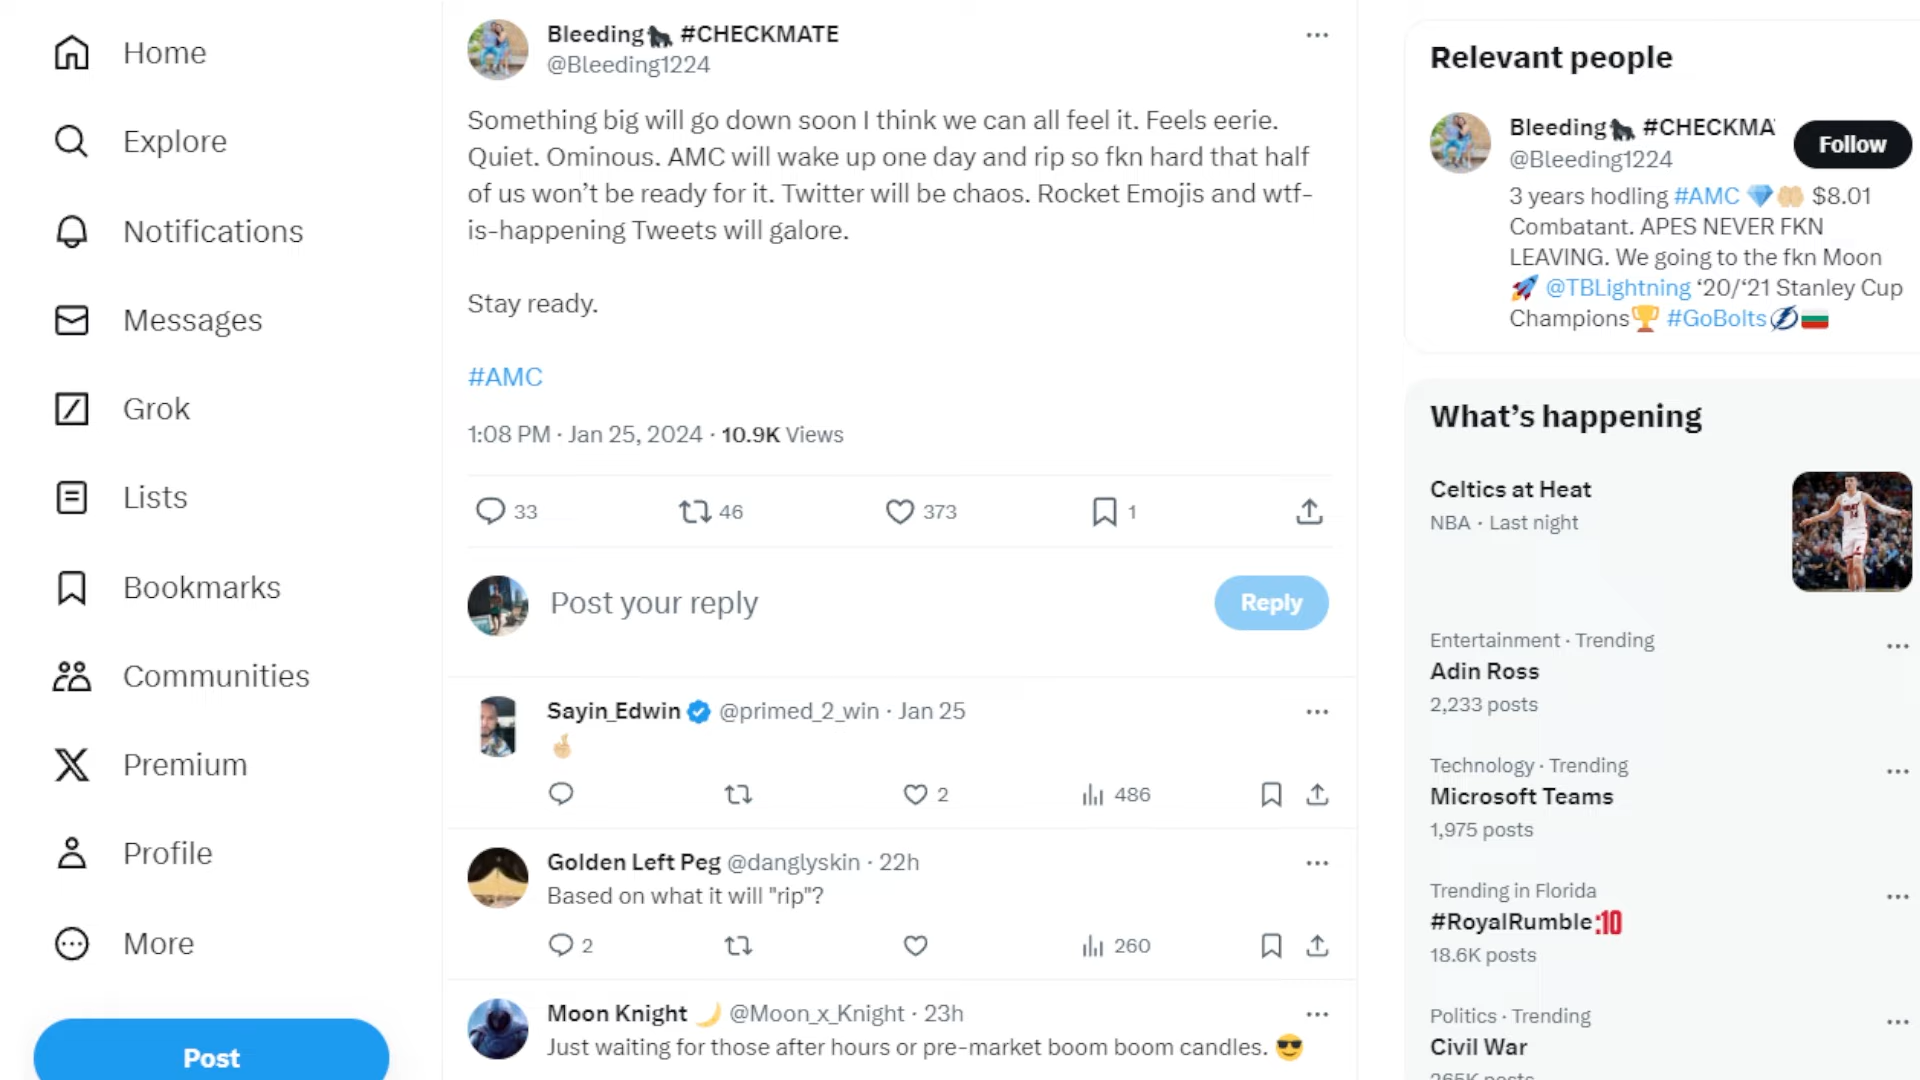 Home
Explore
Notifications
Messages
Grok
Lists
Bookmarks
Communities
Premium
Profile
More
Post
Bleeding🦍 #CHECKMATE
@Bleeding1224
Something big will go down soon I think we can all feel it. Feels eerie.
Quiet. Ominous. AMC will wake up one day and rip so fkn hard that half
of us won’t be ready for it. Twitter will be chaos. Rocket Emojis and wtf-
is-happening Tweets will galore.
Stay ready.
#AMC
1:08 PM · Jan 25, 2024 · 10.9K Views
33 46 373 1
Post your reply
Reply
Sayin_Edwin @primed_2_win · Jan 25
🤞🏻
2 486
Golden Left Peg @danglyskin · 22h
Based on what it will "rip"?
2 260
Moon Knight 🌙 @Moon_x_Knight · 23h
Just waiting for those after hours or pre-market boom boom candles. 😎
Relevant people
Bleeding🦍 #CHECKMA
Follow
@Bleeding1224
3 years hodling #AMC 💎🤲🏼 $8.01
Combatant. APES NEVER FKN
LEAVING. We going to the fkn Moon
🚀 @TBLightning ‘20/‘21 Stanley Cup
Champions🏆 #GoBolts⚡🇧🇬
What’s happening
Celtics at Heat
NBA · Last night
Entertainment · Trending
Adin Ross
2,233 posts
Technology · Trending
Microsoft Teams
1,975 posts
Trending in Florida
#RoyalRumble:10
18.6K posts
Politics · Trending
Civil War
265K posts